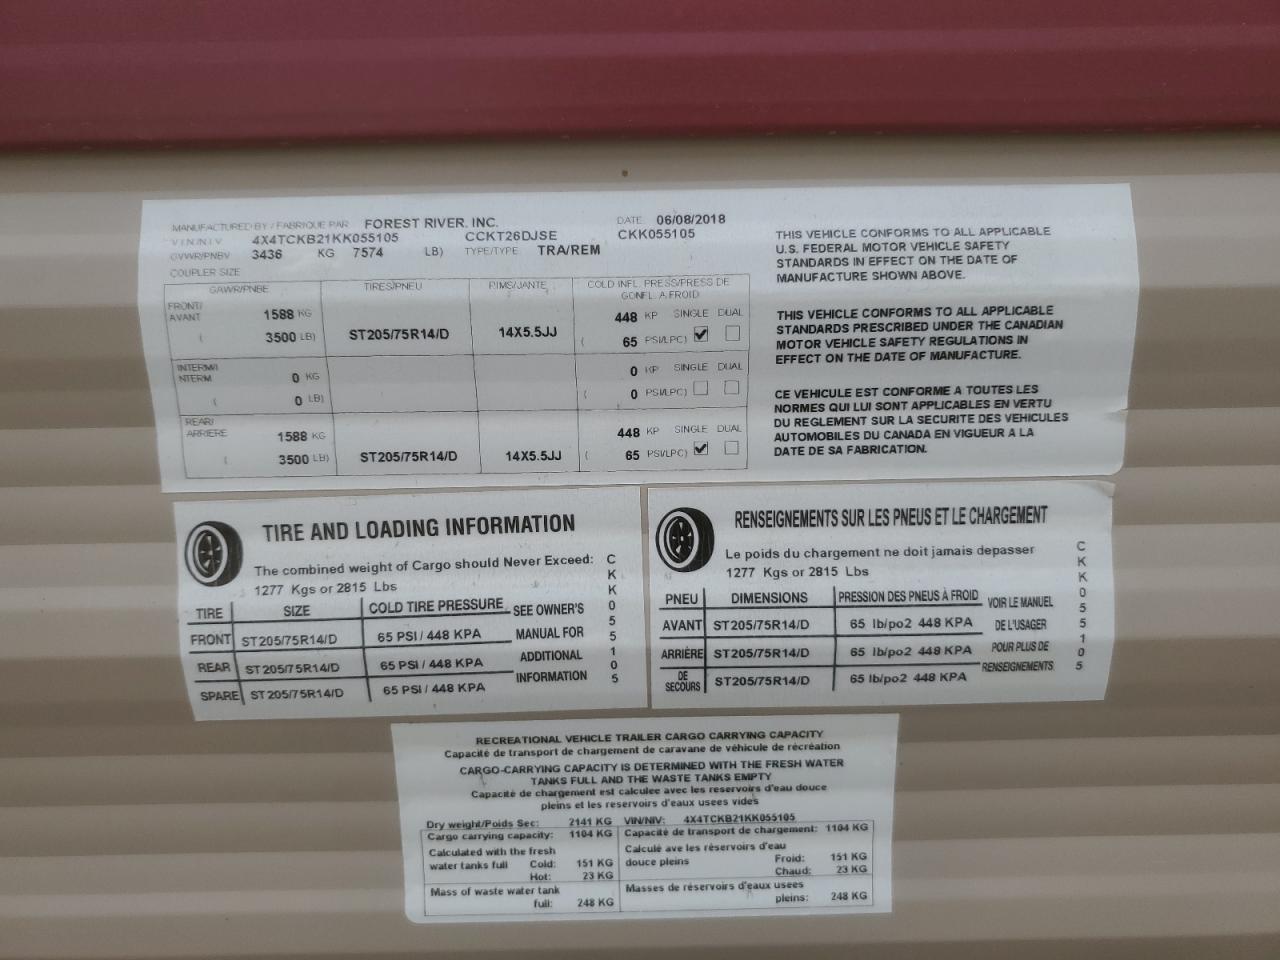 MANUFACTURED BY / FABRIQUE PAR FOREST RIVER, INC. DATE 06/08/2018
V.I.N./N.I.V 4X4TCKB21KK055105 CCKT26DJSE CKK055105
GVWR/PNBV 3436 KG 7574 LB) TYPE/TYPE TRA/REM
COUPLER SIZE
GAWR/PNBE TIRES/PNEU RIMS/JANTE COLD INFL. PRESS/PRESS DE
GONFL. A FROID
FRONT/
AVANT 1588 KG 448 KP SINGLE DUAL
( 3500 LB) ST205/75R14/D 14X5.5JJ ( 65 PSI/LPC)
INTERM/
INTERM 0 KG 0 KP SINGLE DUAL
( 0 LB) ( 0 PSI/LPC)
REAR/
ARRIERE 1588 KG 448 KP SINGLE DUAL
( 3500 LB) ST205/75R14/D 14X5.5JJ ( 65 PSI/LPC)
THIS VEHICLE CONFORMS TO ALL APPLICABLE
U.S. FEDERAL MOTOR VEHICLE SAFETY
STANDARDS IN EFFECT ON THE DATE OF
MANUFACTURE SHOWN ABOVE.
THIS VEHICLE CONFORMS TO ALL APPLICABLE
STANDARDS PRESCRIBED UNDER THE CANADIAN
MOTOR VEHICLE SAFETY REGULATIONS IN
EFFECT ON THE DATE OF MANUFACTURE.
CE VEHICULE EST CONFORME A TOUTES LES
NORMES QUI LUI SONT APPLICABLES EN VERTU
DU REGLEMENT SUR LA SECURITE DES VEHICULES
AUTOMOBILES DU CANADA EN VIGUEUR A LA
DATE DE SA FABRICATION.
TIRE AND LOADING INFORMATION
The combined weight of Cargo should Never Exceed:
1277 Kgs or 2815 Lbs
TIRE SIZE COLD TIRE PRESSURE SEE OWNER'S
FRONT ST205/75R14/D 65 PSI / 448 KPA MANUAL FOR
REAR ST205/75R14/D 65 PSI / 448 KPA ADDITIONAL
SPARE ST205/75R14/D 65 PSI / 448 KPA INFORMATION
CKK055105
RENSEIGNEMENTS SUR LES PNEUS ET LE CHARGEMENT
Le poids du chargement ne doit jamais depasser
1277 Kgs or 2815 Lbs
PNEU DIMENSIONS PRESSION DES PNEUS À FROID VOIR LE MANUEL
AVANT ST205/75R14/D 65 lb/po2 448 KPA DE L'USAGER
ARRIÈRE ST205/75R14/D 65 lb/po2 448 KPA POUR PLUS DE
DE
SECOURS ST205/75R14/D 65 lb/po2 448 KPA RENSEIGNEMENTS
CKK055105
RECREATIONAL VEHICLE TRAILER CARGO CARRYING CAPACITY
Capacité de transport de chargement de caravane de véhicule de récréation
CARGO-CARRYING CAPACITY IS DETERMINED WITH THE FRESH WATER
TANKS FULL AND THE WASTE TANKS EMPTY
Capacité de chargement est calculee avec les reservoirs d'eau douce
pleins et les reservoirs d'eaux usees vides
Dry weight/Poids Sec: 2141 KG VIN/NIV: 4X4TCKB21KK055105
Cargo carrying capacity: 1104 KG Capacité de transport de chargement: 1104 KG
Calculated with the fresh Calculé ave les réservoirs d'eau
water tanks full Cold: 151 KG douce pleins Froid: 151 KG
Hot: 23 KG Chaud: 23 KG
Mass of waste water tank Masses de réservoirs d'eaux usees
full: 248 KG pleins: 248 KG